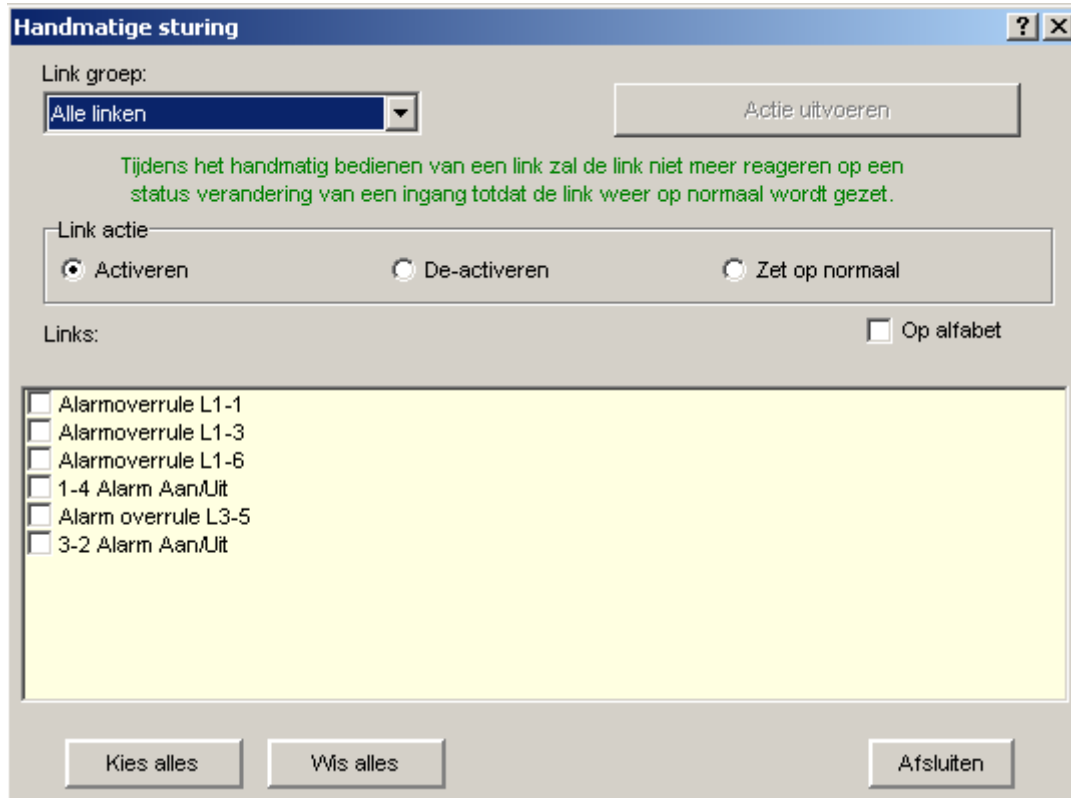 Handmatige sturing
Link groep:
Alle linken
Actie uitvoeren
Tijdens het handmatig bedienen van een link zal de link niet meer reageren op een
status verandering van een ingang totdat de link weer op normaal wordt gezet.
Link actie
Activeren De-activeren Zet op normaal
Links: Op alfabet
Alarmoverrule L1-1
Alarmoverrule L1-3
Alarmoverrule L1-6
1-4 Alarm Aan/Uit
Alarm overrule L3-5
3-2 Alarm Aan/Uit
Kies alles Wis alles Afsluiten